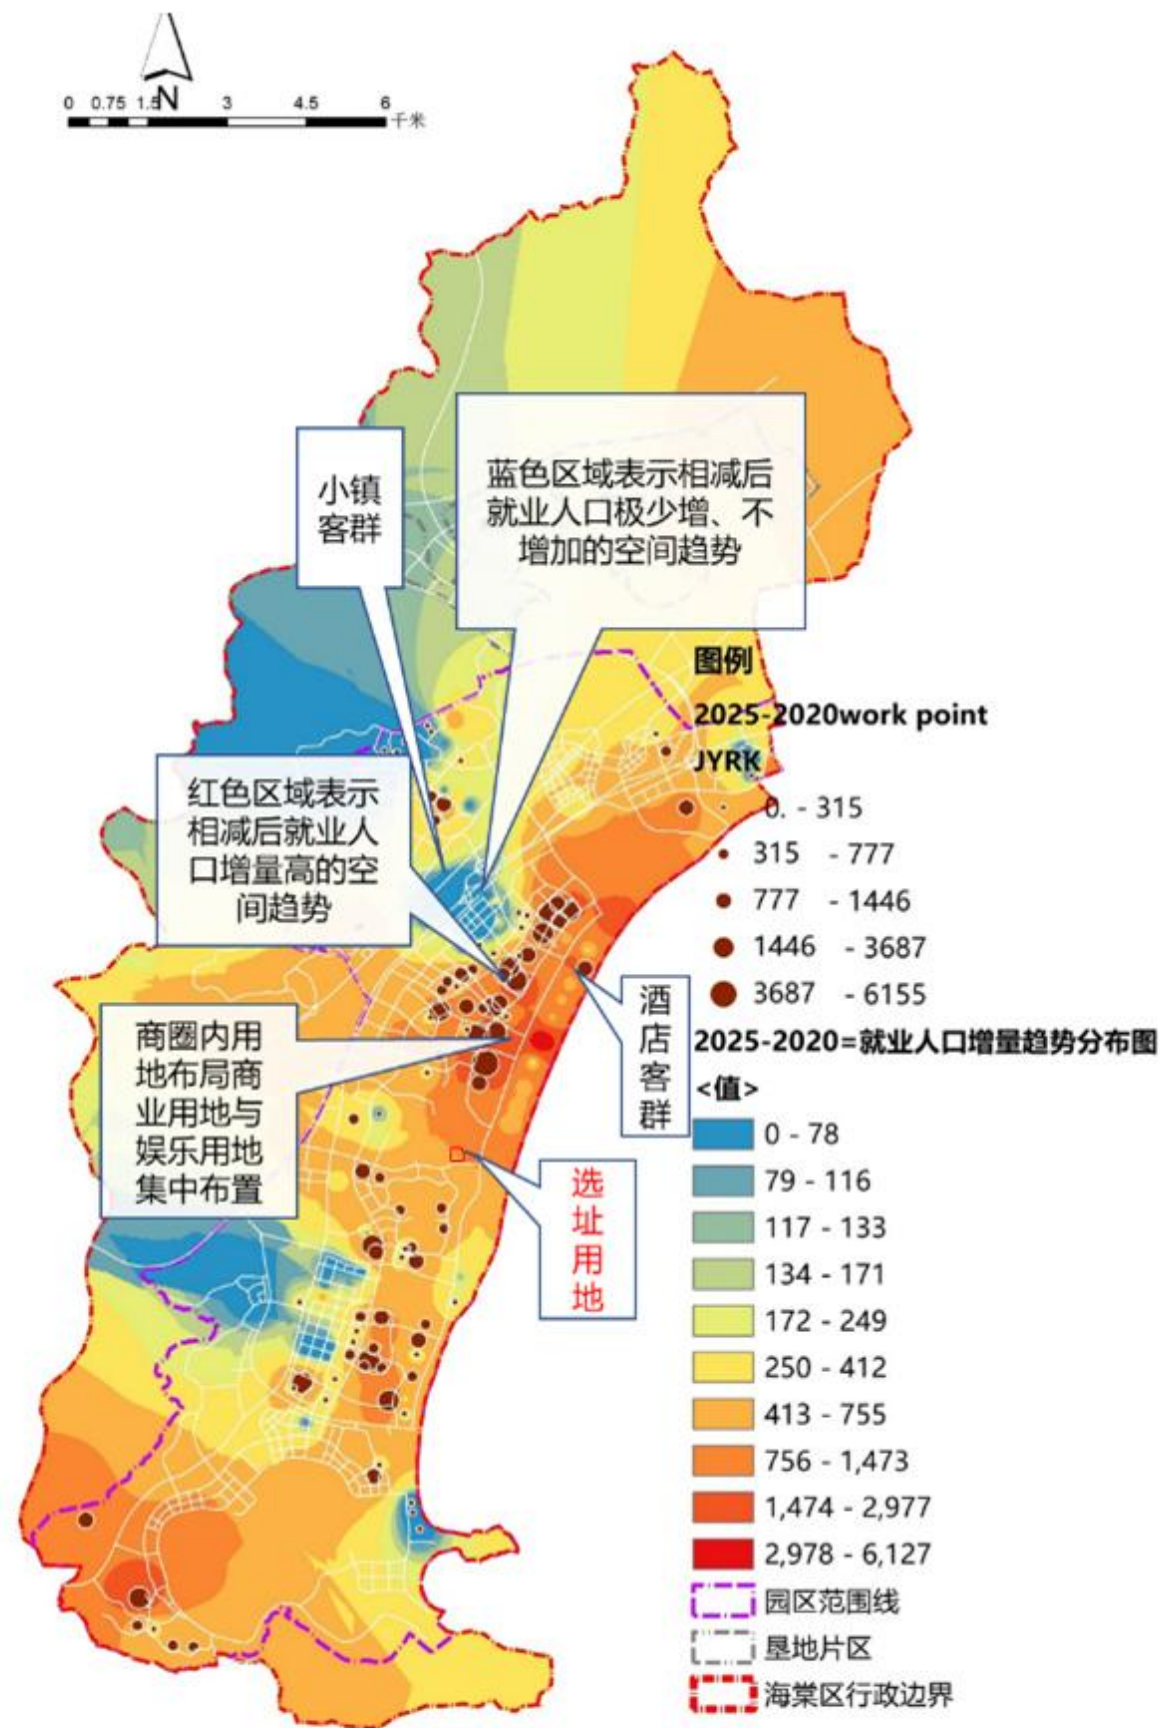 N
0 0.75 1.5 3 4.5 6
千米
小镇
客群
蓝色区域表示相减后
就业人口极少增、不
增加的空间趋势
红色区域表示
相减后就业人
口增量高的空
间趋势
商圈内用
地布局商
业用地与
娱乐用地
集中布置
酒
店
客
群
选
址
用
地
图例
2025-2020work point
JYRK
0. - 315
315 - 777
777 - 1446
1446 - 3687
3687 - 6155
2025-2020=就业人口增量趋势分布图
<值>
0 - 78
79 - 116
117 - 133
134 - 171
172 - 249
250 - 412
413 - 755
756 - 1,473
1,474 - 2,977
2,978 - 6,127
园区范围线
垦地片区
海棠区行政边界